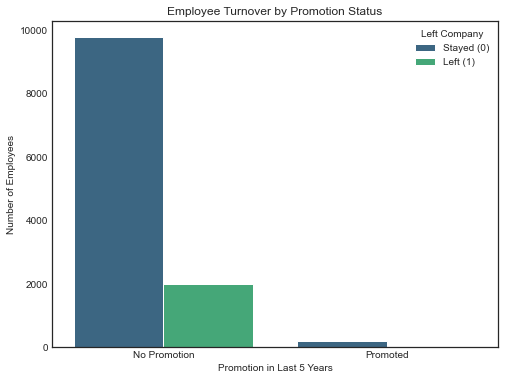 Employee Turnover by Promotion Status
Left Company
Stayed (0)
Left (1)
Number of Employees
10000
8000
6000
4000
2000
0
No Promotion
Promoted
Promotion in Last 5 Years